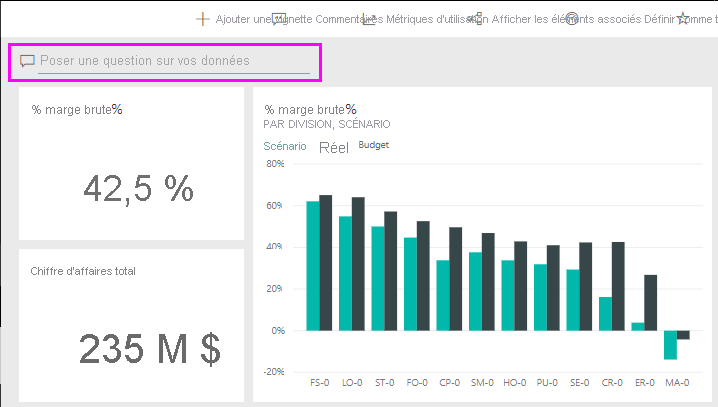 Ajouter une vignette Commentaires Métriques d'utilisation Afficher les éléments associés Définir comme t
Poser une question sur vos données
% marge brute%
42,5 %
Chiffre d'affaires total
235 M $
% marge brute%
PAR DIVISION, SCÉNARIO
Scénario Réel Budget
80%
60%
40%
20%
0%
-20%
FS-0 LO-0 ST-0 FO-0 CP-0 SM-0 HO-0 PU-0 SE-0 CR-0 ER-0 MA-0